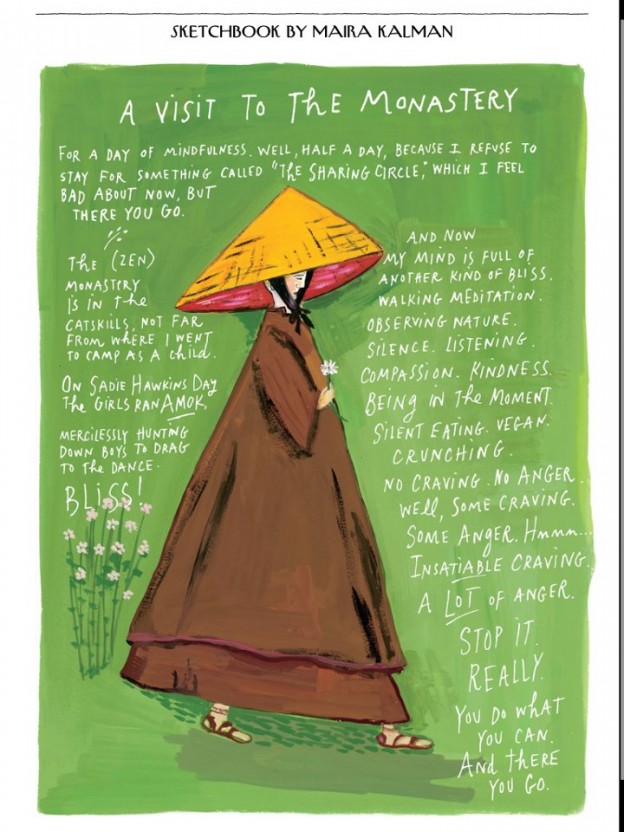 SKETCHBOOK BY MAIRA KALMAN
A VISIT TO The MONASTERY
FOR A DAY OF MINDFULNESS. WELL, HALF A DAY, BECAUSE I REFUSE TO
STAY FOR SOMETHING CALLED "The SHARING CIRCLE," WHICH I FEEL
BAD ABOUT NOW, BUT
THERE YOU GO.
The (ZEN)
MONASTERY
IS IN the
CATSKILLS, NOT FAR
FROM WHERE I WENT
TO CAMP AS A child.
ON SADIE HAWKINS DAY
The GIRLS RAN AMOK,
MERCILESSLY HUNTING
DOWN BOYS TO DRAG
TO the DANCE.
BLISS!
AND NOW
MY MIND IS FULL OF
ANOTHER KIND OF BLISS.
WALKING MEDITATION.
OBSERVING NATURE.
SILENCE. LISTENING.
COMPASSION. KINDNESS.
BEING IN the MOMENT.
SILENT EATING. VEGAN.
CRUNCHING.
NO CRAVING. NO ANGER.
WELL, SOME CRAVING.
SOME ANGER. Hmmm...
INSATIABLE CRAVING.
A LOT OF ANGER.
STOP IT.
REALLY.
YOU DO WHAT
YOU CAN.
And thERE
YOU GO.